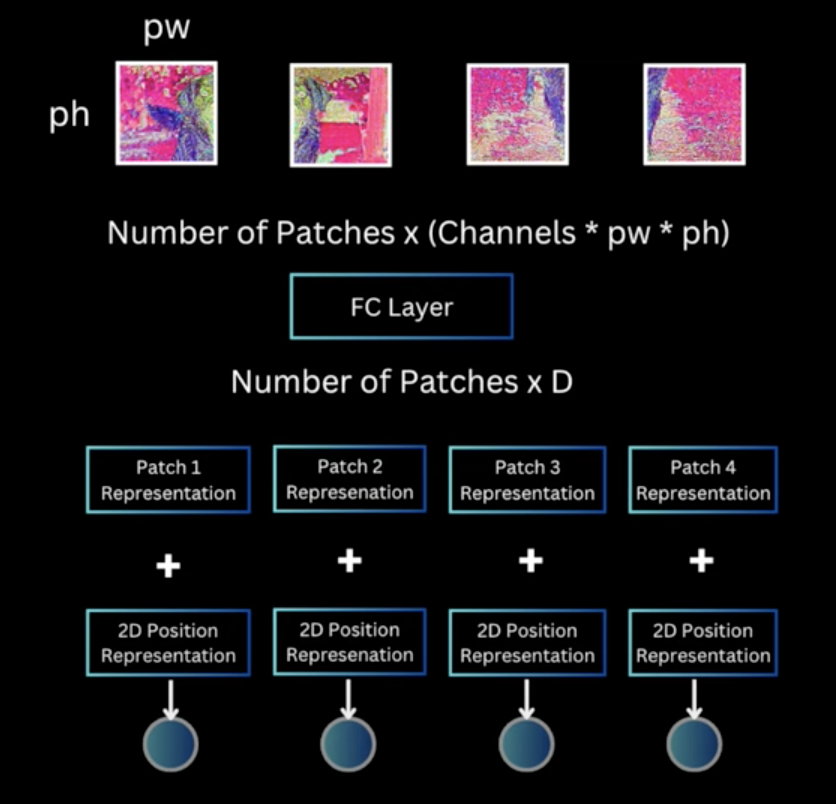 pw
ph
Number of Patches x (Channels * pw * ph)
FC Layer
Number of Patches x D
Patch 1
Representation
Patch 2
Represenation
Patch 3
Representation
Patch 4
Representation
+ + + +
2D Position
Representation
2D Position
Represenation
2D Position
Representation
2D Position
Representation